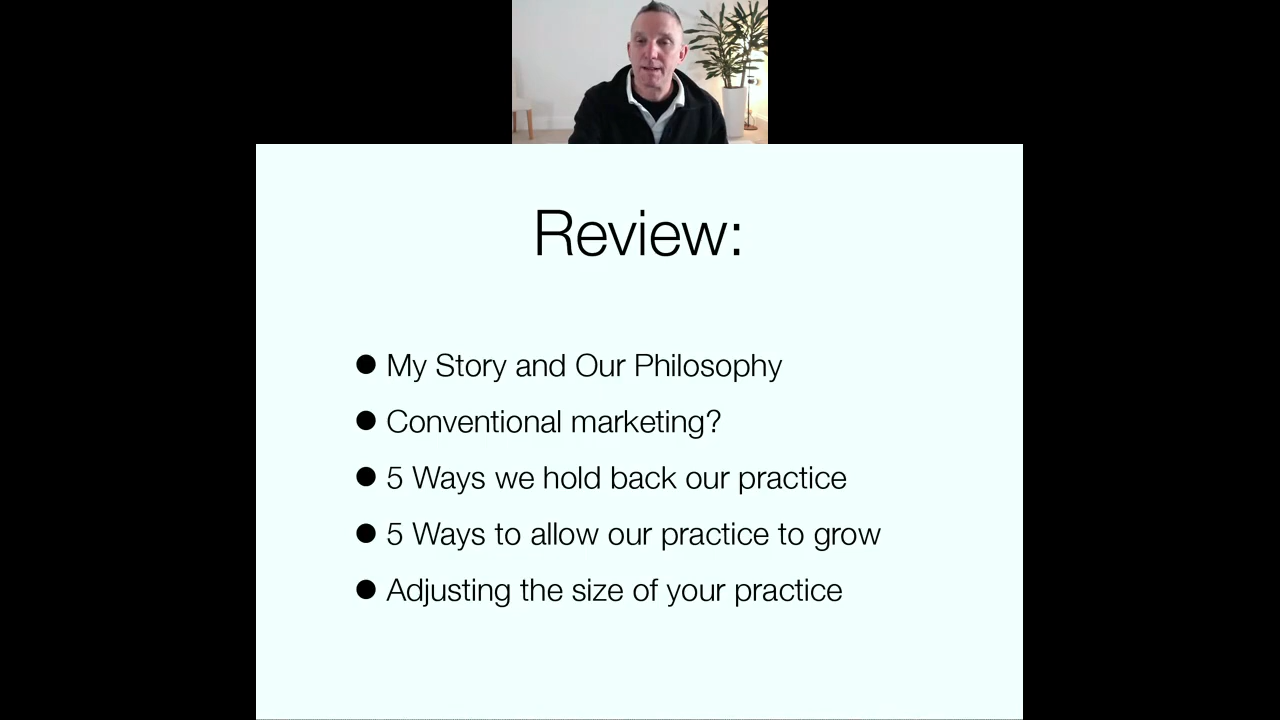 Review:
● My Story and Our Philosophy
● Conventional marketing?
● 5 Ways we hold back our practice
● 5 Ways to allow our practice to grow
● Adjusting the size of your practice